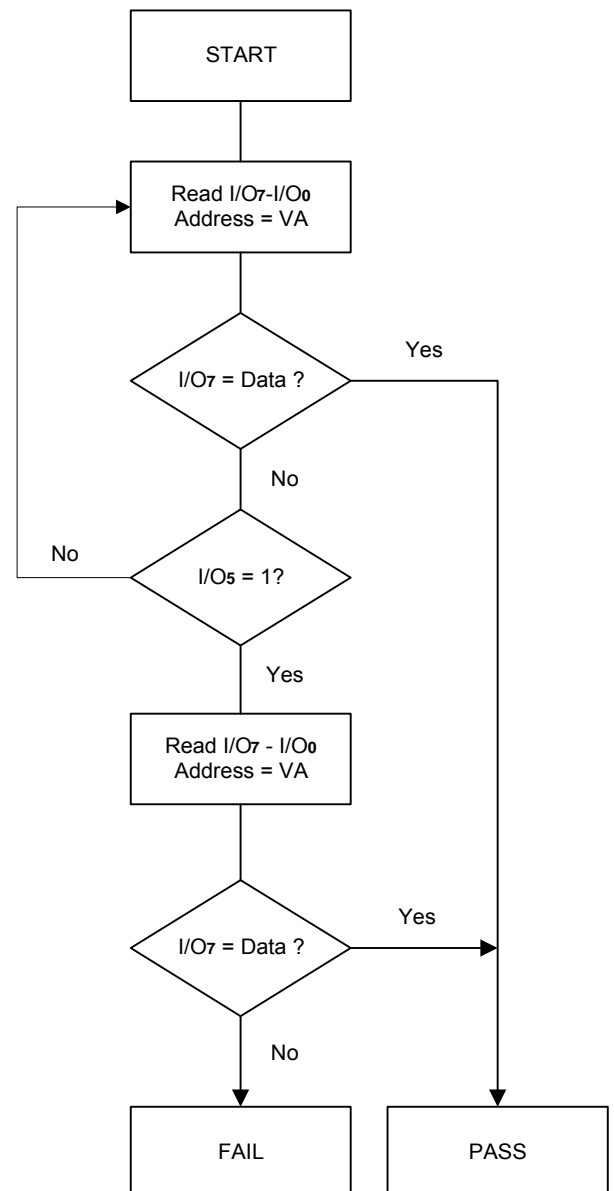 START
Read I/O7-I/O0
Address = VA
Yes
I/O7 = Data ?
No
No
I/O5 = 1?
Yes
Read I/O7 - I/O0
Address = VA
Yes
I/O7 = Data ?
No
FAIL
PASS